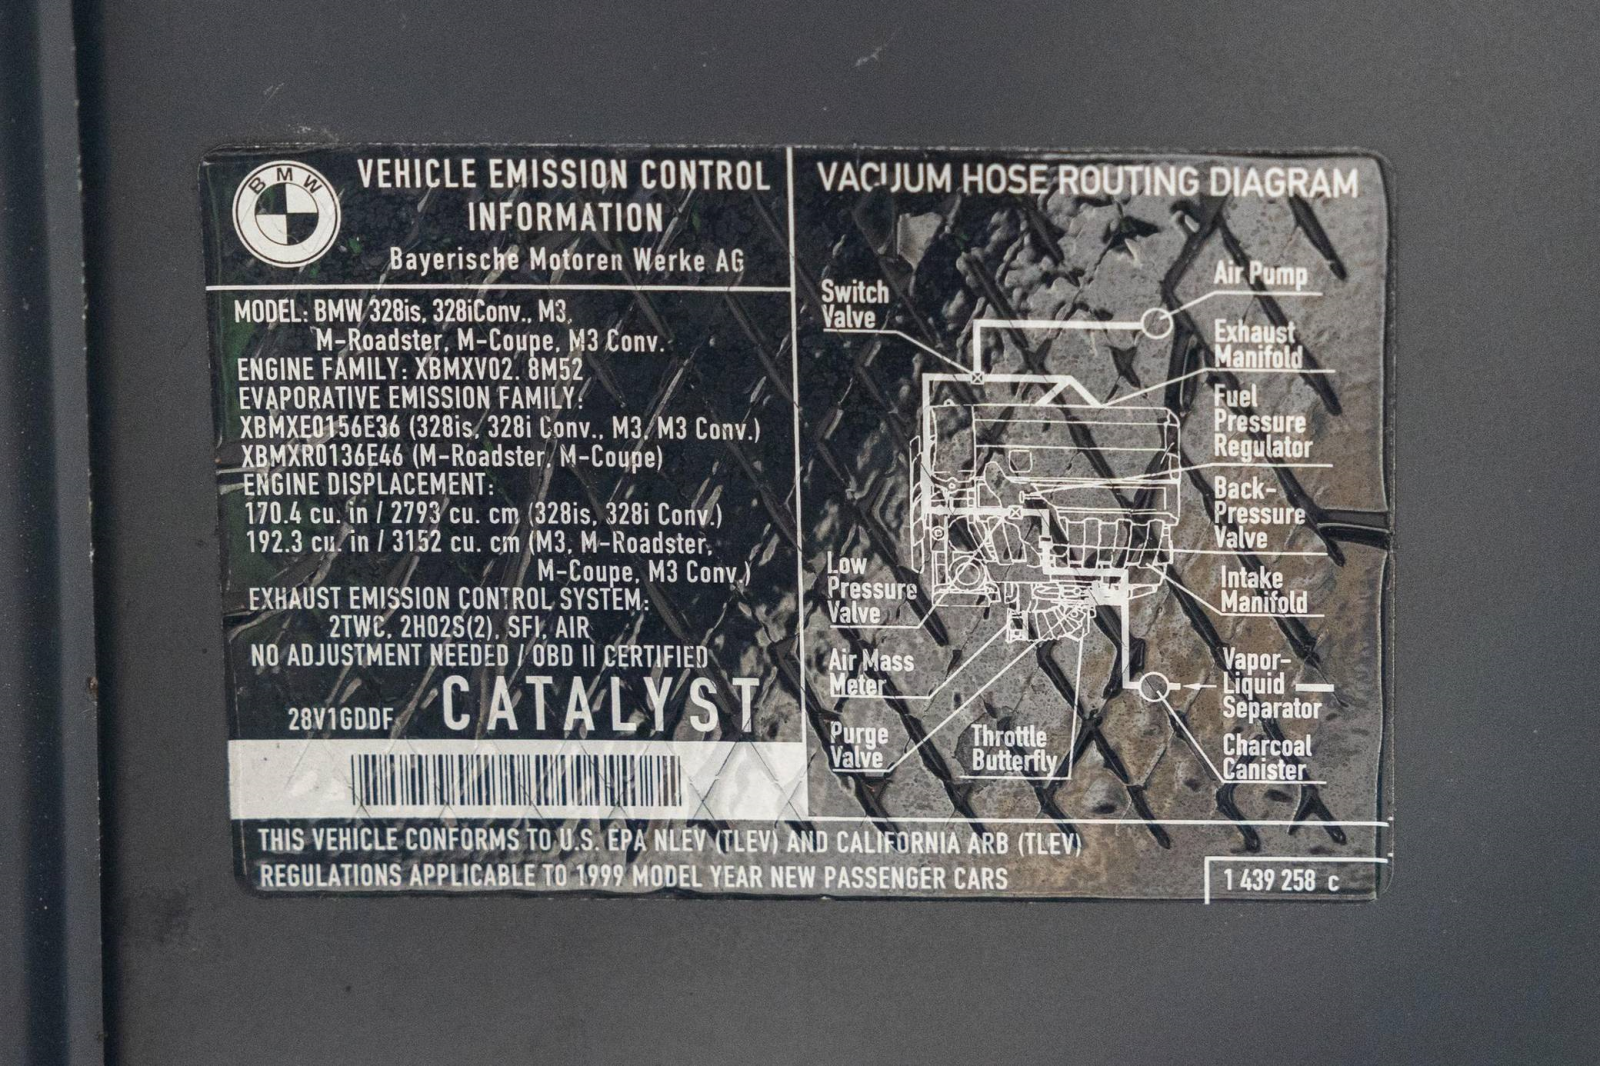 BMW
VEHICLE EMISSION CONTROL
INFORMATION
Bayerische Motoren Werke AG
MODEL: BMW 328is, 328iConv., M3,
M-Roadster, M-Coupe, M3 Conv.
ENGINE FAMILY: XBMXV02. 8M52
EVAPORATIVE EMISSION FAMILY:
XBMXE0156E36 (328is, 328i Conv., M3, M3 Conv.)
XBMXR0136E46 (M-Roadster, M-Coupe)
ENGINE DISPLACEMENT:
170.4 cu. in / 2793 cu. cm (328is, 328i Conv.)
192.3 cu. in / 3152 cu. cm (M3, M-Roadster,
M-Coupe, M3 Conv.)
EXHAUST EMISSION CONTROL SYSTEM:
2TWC, 2HO2S(2), SFI, AIR
NO ADJUSTMENT NEEDED / OBD II CERTIFIED
28V1GDDF CATALYST
VACUUM HOSE ROUTING DIAGRAM
Switch
Valve
Air Pump
Exhaust
Manifold
Fuel
Pressure
Regulator
Back-
Pressure
Valve
Intake
Manifold
Low
Pressure
Valve
Air Mass
Meter
Purge
Valve
Throttle
Butterfly
Vapor-
Liquid
Separator
Charcoal
Canister
THIS VEHICLE CONFORMS TO U.S. EPA NLEV (TLEV) AND CALIFORNIA ARB (TLEV)
REGULATIONS APPLICABLE TO 1999 MODEL YEAR NEW PASSENGER CARS
1 439 258 c